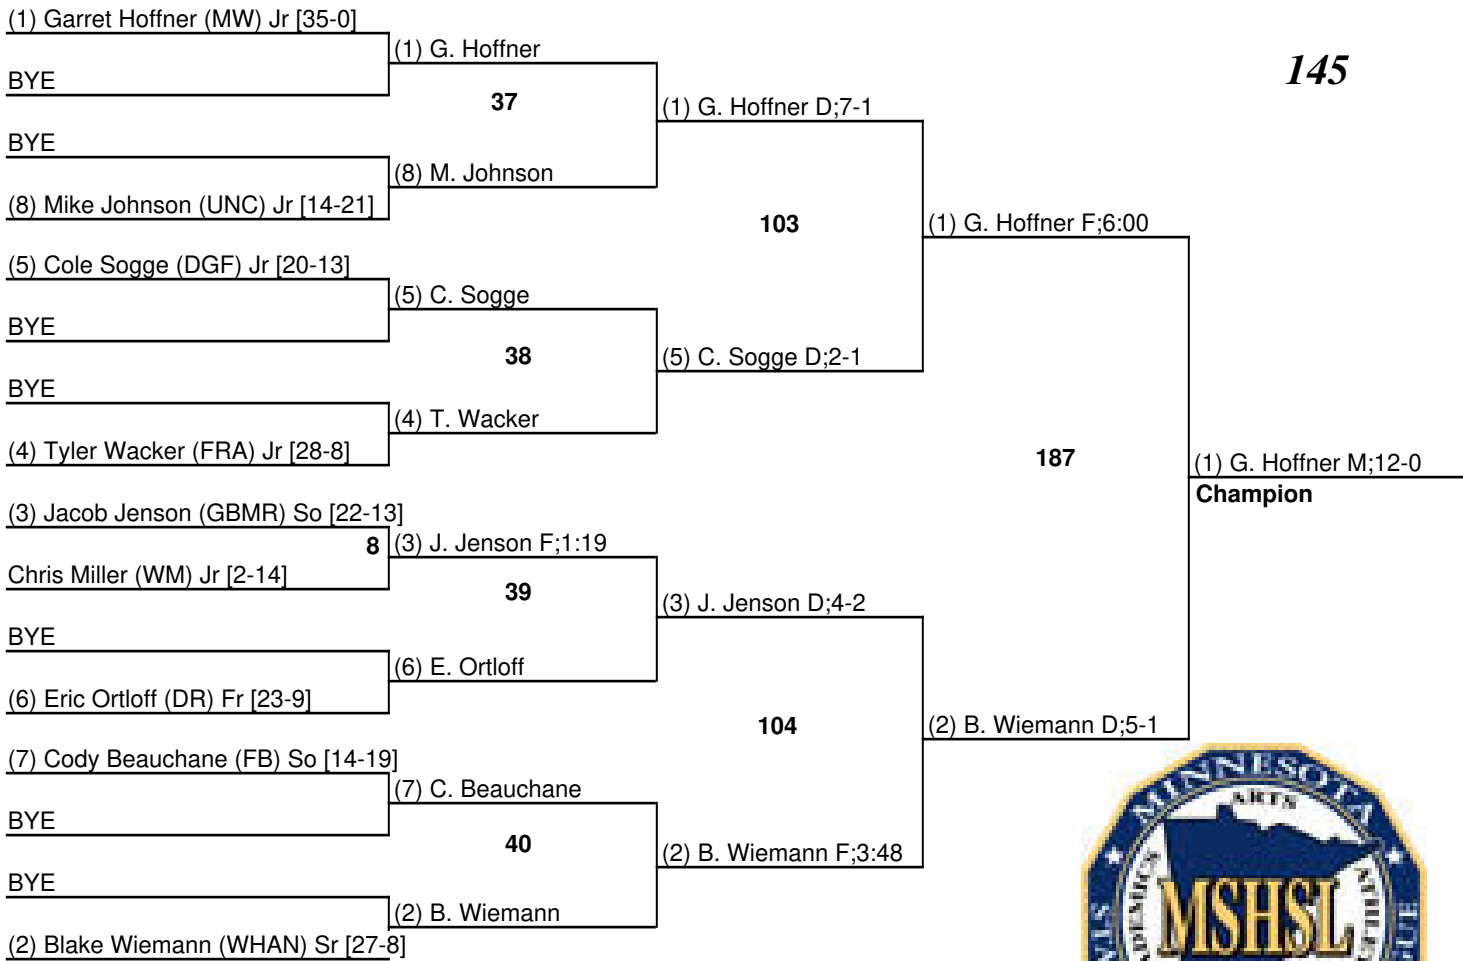 (1) Garret Hoffner (MW) Jr [35-0]
BYE
BYE
(8) Mike Johnson (UNC) Jr [14-21]
(5) Cole Sogge (DGF) Jr [20-13]
BYE
BYE
(4) Tyler Wacker (FRA) Jr [28-8]
(3) Jacob Jenson (GBMR) So [22-13]
8
Chris Miller (WM) Jr [2-14]
BYE
(6) Eric Ortloff (DR) Fr [23-9]
(7) Cody Beauchane (FB) So [14-19]
BYE
BYE
(2) Blake Wiemann (WHAN) Sr [27-8]
(1) G. Hoffner
37
(8) M. Johnson
(5) C. Sogge
38
(4) T. Wacker
(3) J. Jenson F;1:19
39
(6) E. Ortloff
(7) C. Beauchane
40
(2) B. Wiemann
(1) G. Hoffner D;7-1
103
(5) C. Sogge D;2-1
(3) J. Jenson D;4-2
104
(2) B. Wiemann F;3:48
(1) G. Hoffner F;6:00
187
(2) B. Wiemann D;5-1
(1) G. Hoffner M;12-0
Champion
145
MINNESOTA
ARTS
MSHSL